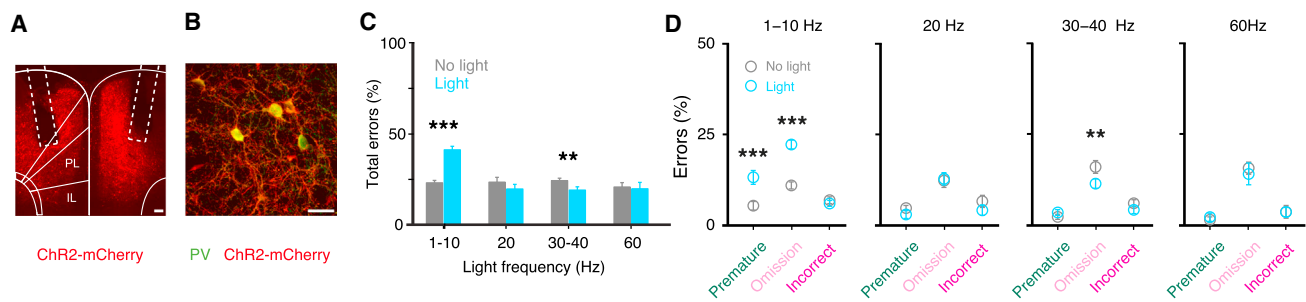 A
PL
IL
ChR2-mCherry
B
PV ChR2-mCherry
C
Total errors (%)
100
50
0
No light
Light
***
**
1-10 20 30-40 60
Light frequency (Hz)
D
1–10 Hz 20 Hz 30–40 Hz 60Hz
Errors (%)
50
25
0
No light
Light
***
***
**
Premature Omission Incorrect
Premature Omission Incorrect
Premature Omission Incorrect
Premature Omission Incorrect